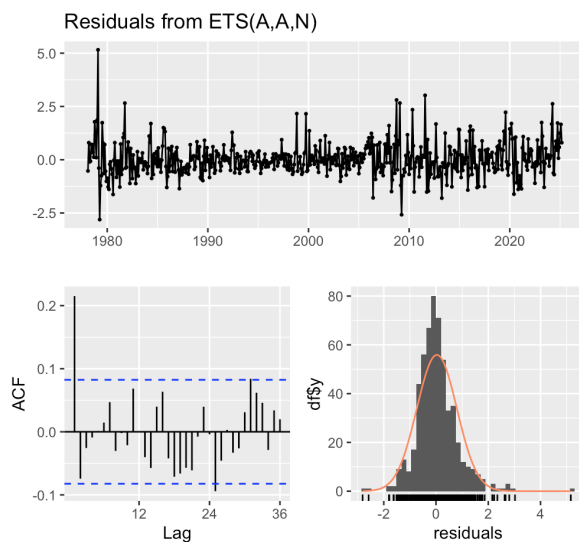 Residuals from ETS(A,A,N)
5.0
2.5
0.0
-2.5
1980 1990 2000 2010 2020
0.2
0.1
0.0
-0.1
ACF
12 24 36
Lag
80
60
40
20
0
df$y
-2 0 2 4
residuals